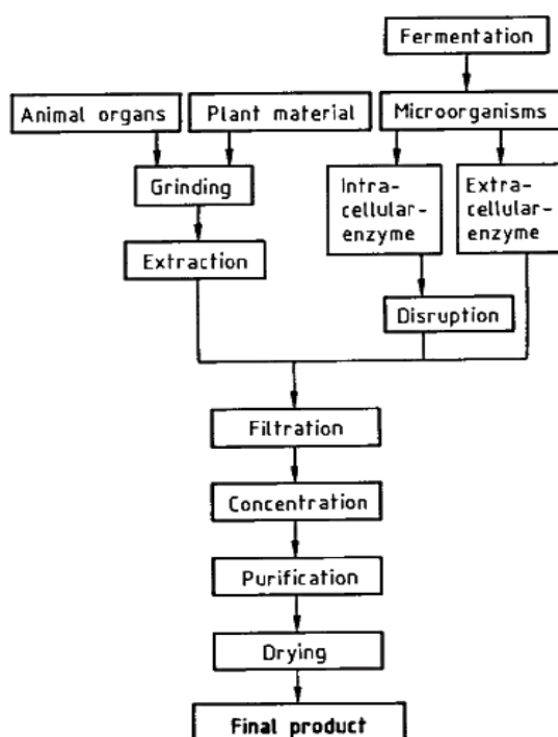 Fermentation
Animal organs
Plant material
Microorganisms
Grinding
Intra-
cellular-
enzyme
Extra-
cellular-
enzyme
Extraction
Disruption
Filtration
Concentration
Purification
Drying
Final product